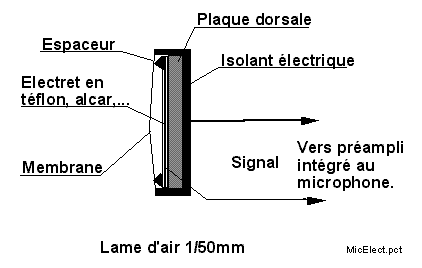 Plaque dorsale
Espaceur
Isolant électrique
Electret en
téflon, alcar,...
Membrane
Signal
Vers préampli
intégré au
microphone.
Lame d'air 1/50mm
MicElect.pct